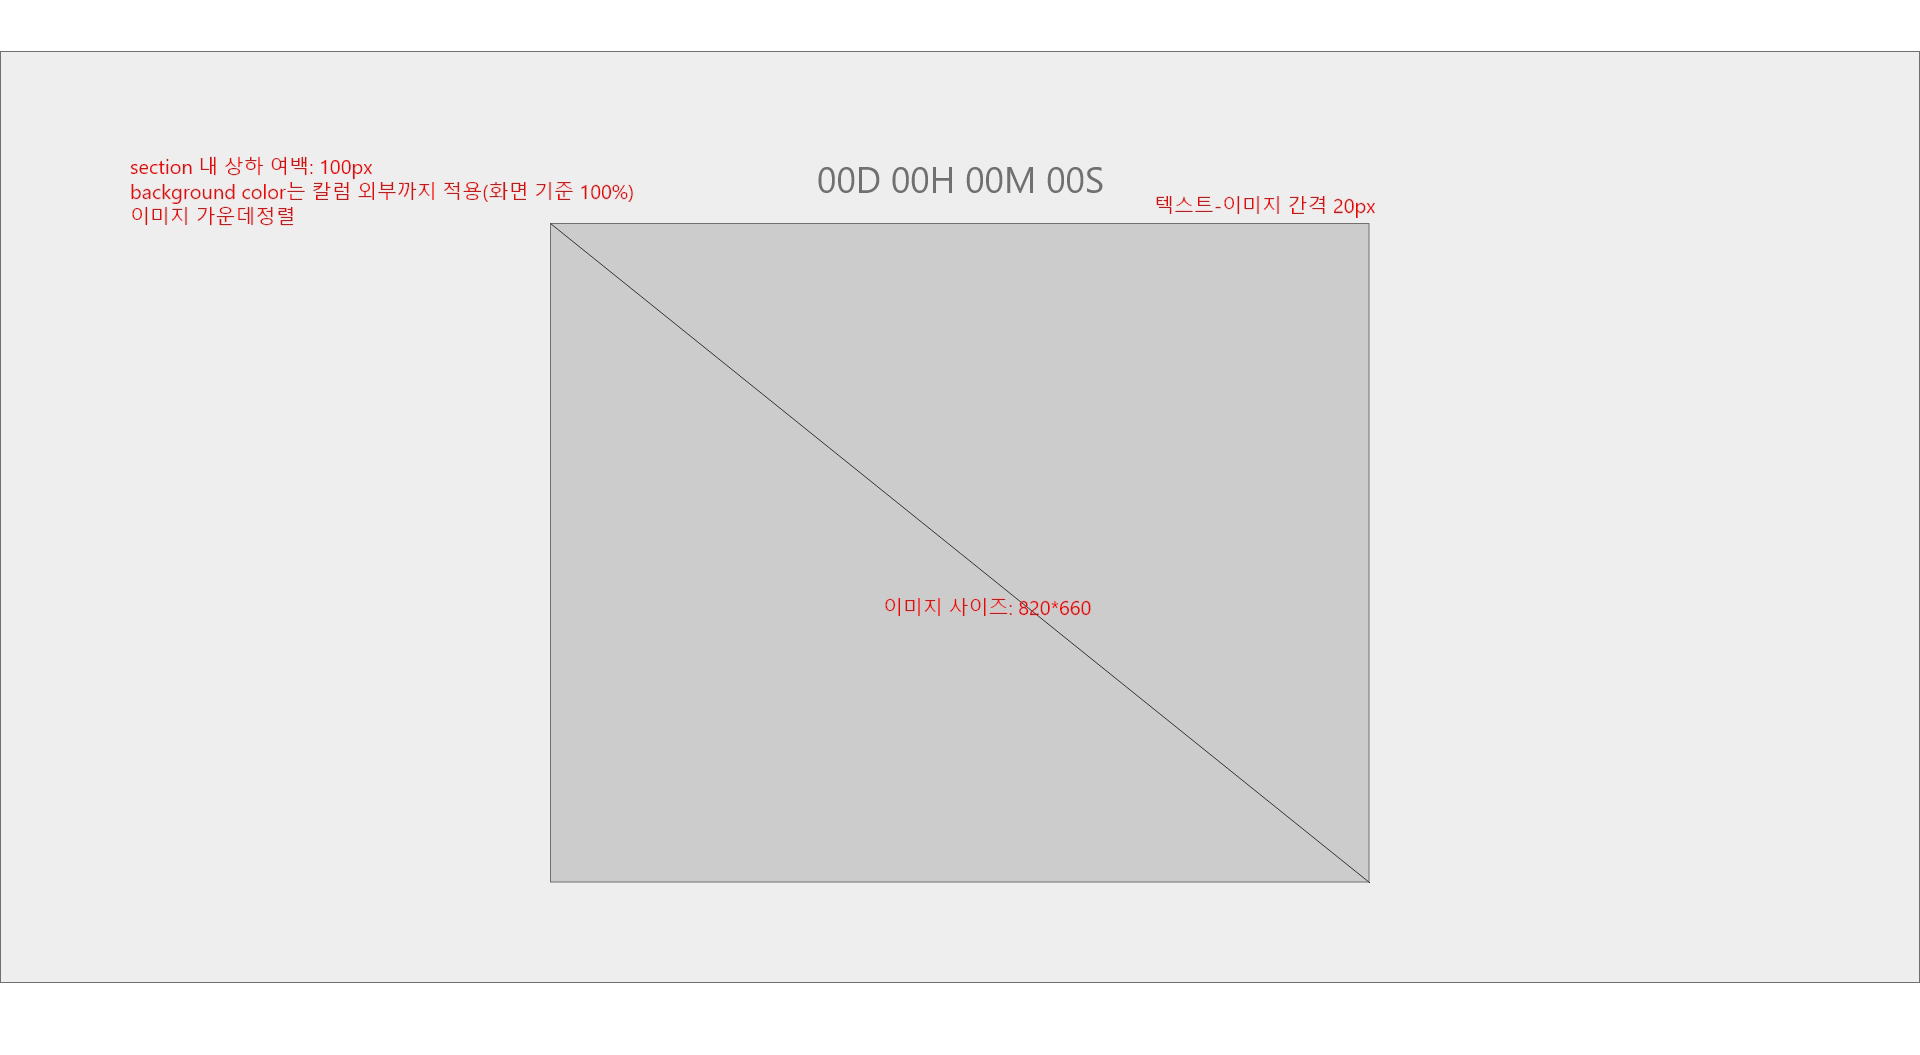 section 내 상하 여백: 100px
background color는 칼럼 외부까지 적용(화면 기준 100%)
이미지 가운데정렬
00D 00H 00M 00S
텍스트-이미지 간격 20px
이미지 사이즈: 820*660